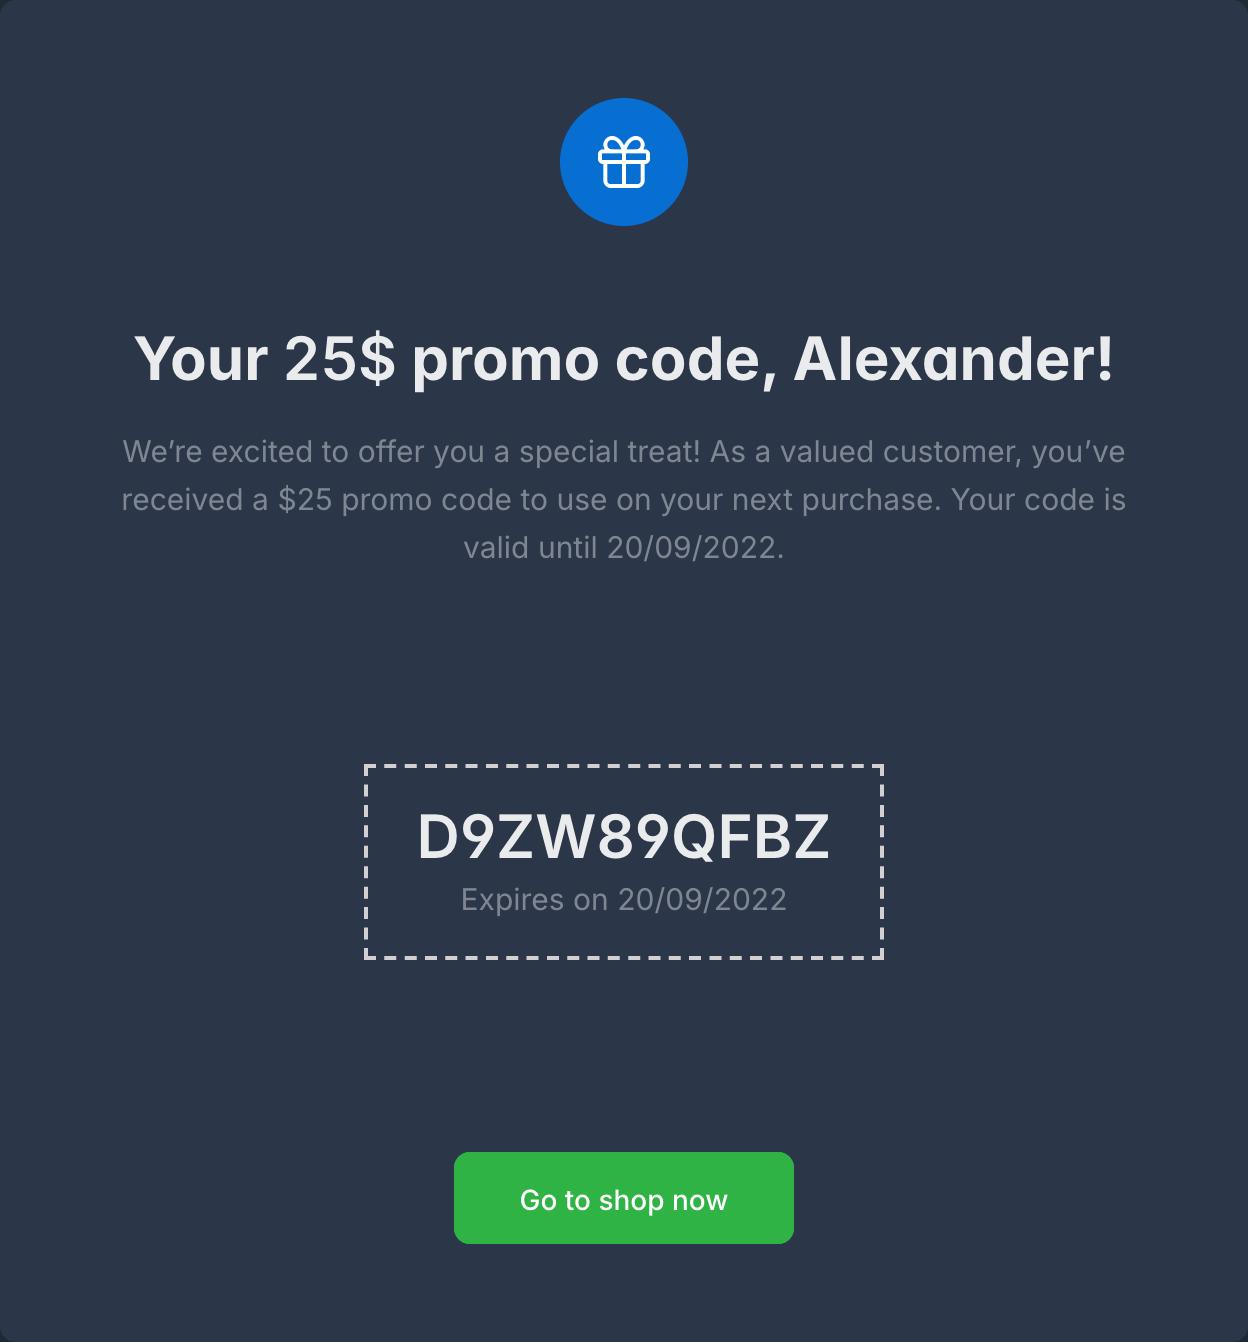 Your 25$ promo code, Alexander!
We’re excited to offer you a special treat! As a valued customer, you’ve
received a $25 promo code to use on your next purchase. Your code is
valid until 20/09/2022.
D9ZW89QFBZ
Expires on 20/09/2022
Go to shop now